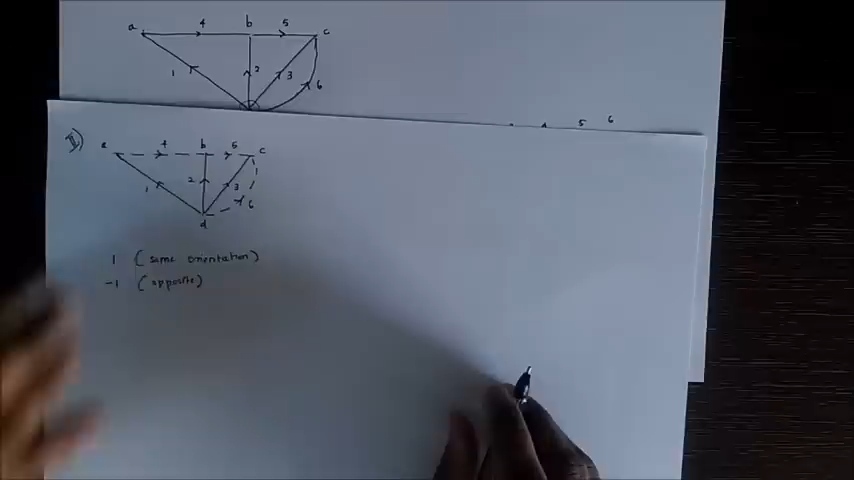 a 4 b 5 c
1 2 3 6
5 6
a 4 b 5 c
1 2 3 6
d
1 (same orientation)
-1 (opposite)